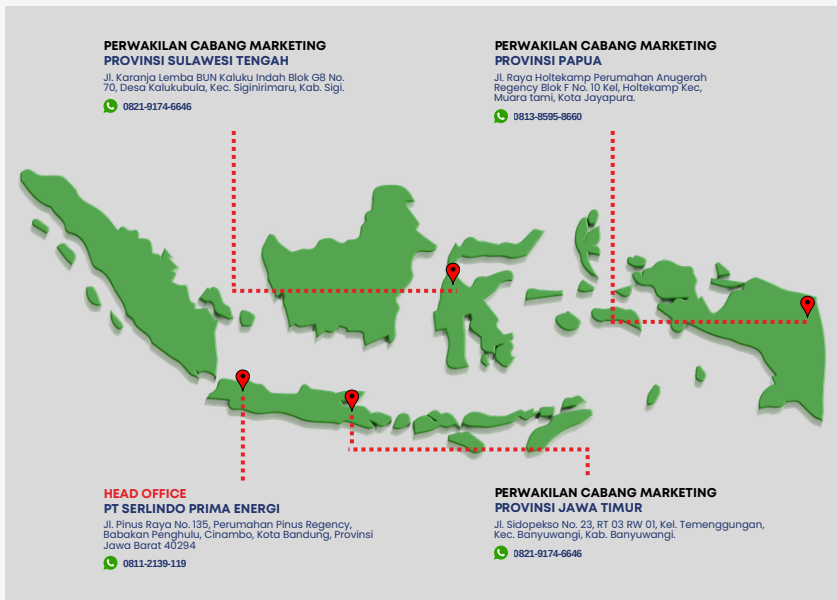 PERWAKILAN CABANG MARKETING
PROVINSI SULAWESI TENGAH
Jl. Karanja Lemba BUN Kaluku Indah Blok G8 No.
70, Desa Kalukubula, Kec. Siginirimaru, Kab. Sigi.
0821-9174-6646
PERWAKILAN CABANG MARKETING
PROVINSI PAPUA
Jl. Raya Holtekamp Perumahan Anugerah
Regency Blok F No. 10 Kel, Holtekamp Kec,
Muara tami, Kota Jayapura.
0813-8595-8660
HEAD OFFICE
PT SERLINDO PRIMA ENERGI
Jl. Pinus Raya No. 135, Perumahan Pinus Regency,
Babakan Penghulu, Cinambo, Kota Bandung, Provinsi
Jawa Barat 40294
0811-2139-119
PERWAKILAN CABANG MARKETING
PROVINSI JAWA TIMUR
Jl. Sidopekso No. 23, RT 03 RW 01, Kel. Temenggungan,
Kec. Banyuwangi, Kab. Banyuwangi.
0821-9174-6646